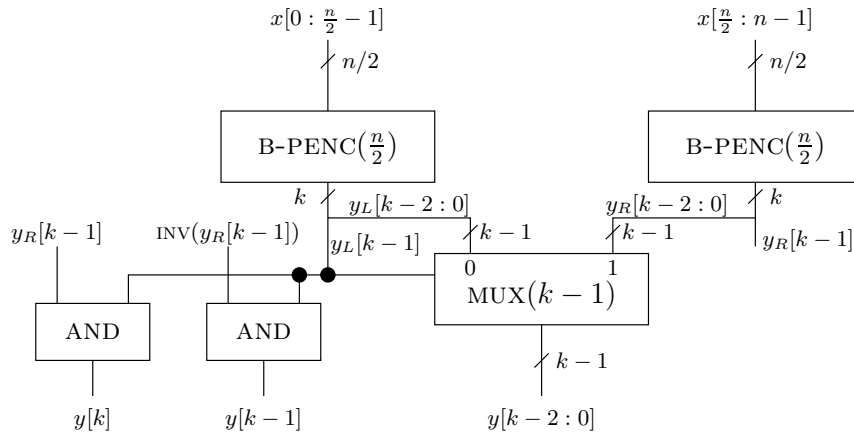 x[0 : n/2 − 1] x[n/2 : n − 1]
n/2 n/2
B-PENC(n/2) B-PENC(n/2)
k k
y_L[k − 2 : 0] y_R[k − 2 : 0]
y_R[k − 1] INV(y_R[k − 1]) y_L[k − 1] k − 1 k − 1 y_R[k − 1]
0 1
MUX(k − 1)
AND AND
k − 1
y[k] y[k − 1] y[k − 2 : 0]